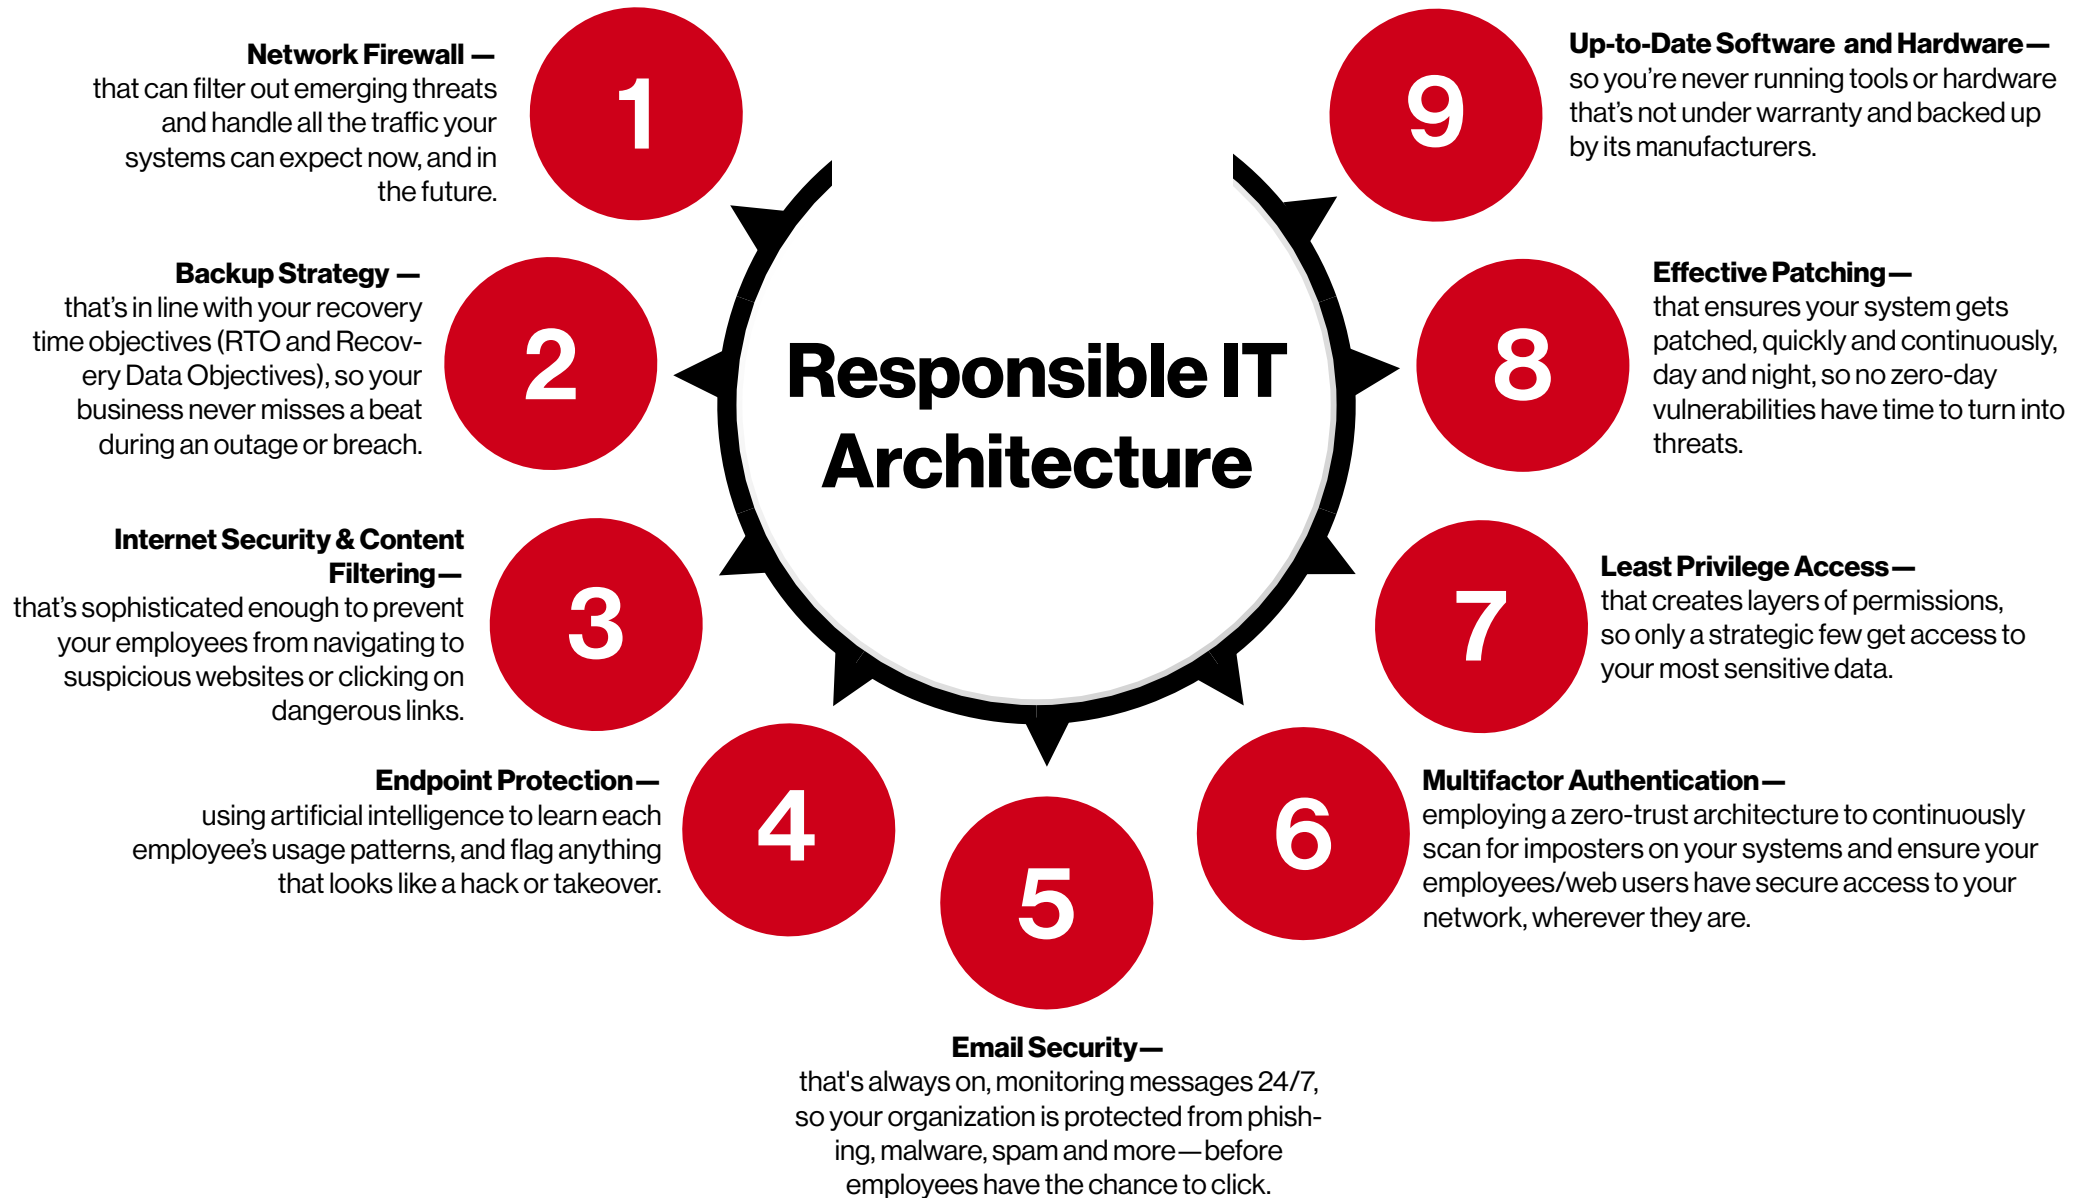 Responsible IT
Architecture
1
Network Firewall —
that can filter out emerging threats
and handle all the traffic your
systems can expect now, and in
the future.
2
Backup Strategy —
that's in line with your recovery
time objectives (RTO and Recov-
ery Data Objectives), so your
business never misses a beat
during an outage or breach.
3
Internet Security & Content
Filtering—
that's sophisticated enough to prevent
your employees from navigating to
suspicious websites or clicking on
dangerous links.
4
Endpoint Protection—
using artificial intelligence to learn each
employee's usage patterns, and flag anything
that looks like a hack or takeover.
5
Email Security—
that's always on, monitoring messages 24/7,
so your organization is protected from phish-
ing, malware, spam and more—before
employees have the chance to click.
6
Multifactor Authentication—
employing a zero-trust architecture to continuously
scan for imposters on your systems and ensure your
employees/web users have secure access to your
network, wherever they are.
7
Least Privilege Access—
that creates layers of permissions,
so only a strategic few get access to
your most sensitive data.
8
Effective Patching—
that ensures your system gets
patched, quickly and continuously,
day and night, so no zero-day
vulnerabilities have time to turn into
threats.
9
Up-to-Date Software and Hardware—
so you're never running tools or hardware
that's not under warranty and backed up
by its manufacturers.